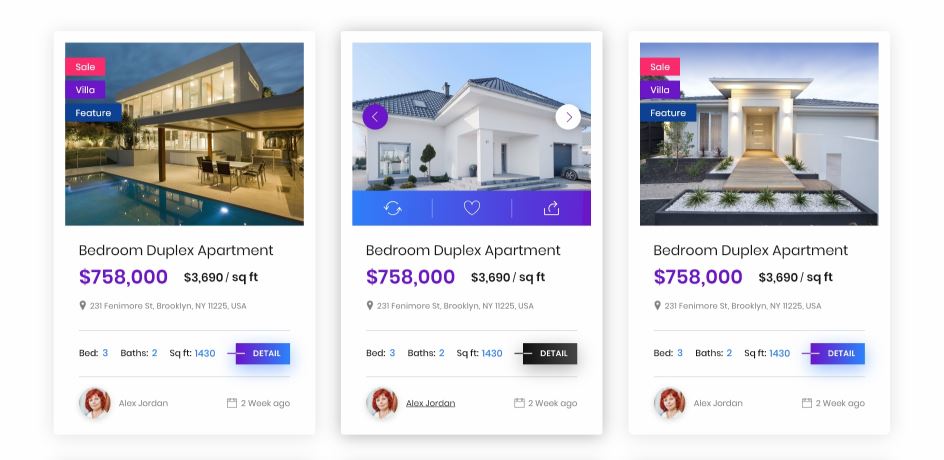 Sale
Villa
Feature
Bedroom Duplex Apartment
$758,000 $3,690 / sq ft
231 Fenimore St, Brooklyn, NY 11225, USA
Bed: 3 Baths: 2 Sq ft: 1430 DETAIL
Alex Jordan 2 Week ago
Bedroom Duplex Apartment
$758,000 $3,690 / sq ft
231 Fenimore St, Brooklyn, NY 11225, USA
Bed: 3 Baths: 2 Sq ft: 1430 DETAIL
Alex Jordan 2 Week ago
Sale
Villa
Feature
Bedroom Duplex Apartment
$758,000 $3,690 / sq ft
231 Fenimore St, Brooklyn, NY 11225, USA
Bed: 3 Baths: 2 Sq ft: 1430 DETAIL
Alex Jordan 2 Week ago